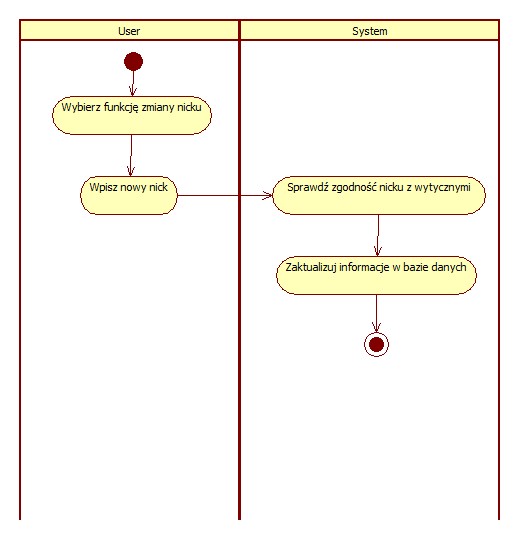 User
System
Wybierz funkcję zmiany nicku
Wpisz nowy nick
Sprawdź zgodność nicku z wytycznymi
Zaktualizuj informacje w bazie danych